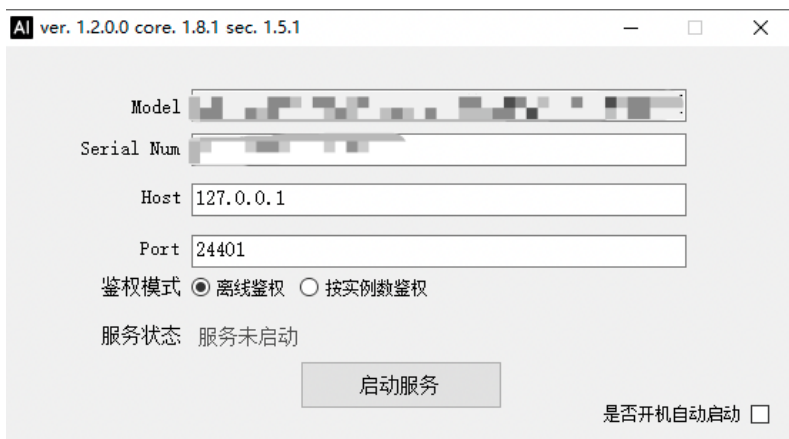 AI ver. 1.2.0.0 core. 1.8.1 sec. 1.5.1
Model
Serial Num
Host 127.0.0.1
Port 24401
鉴权模式 离线鉴权 按实例数鉴权
服务状态 服务未启动
启动服务
是否开机自动启动